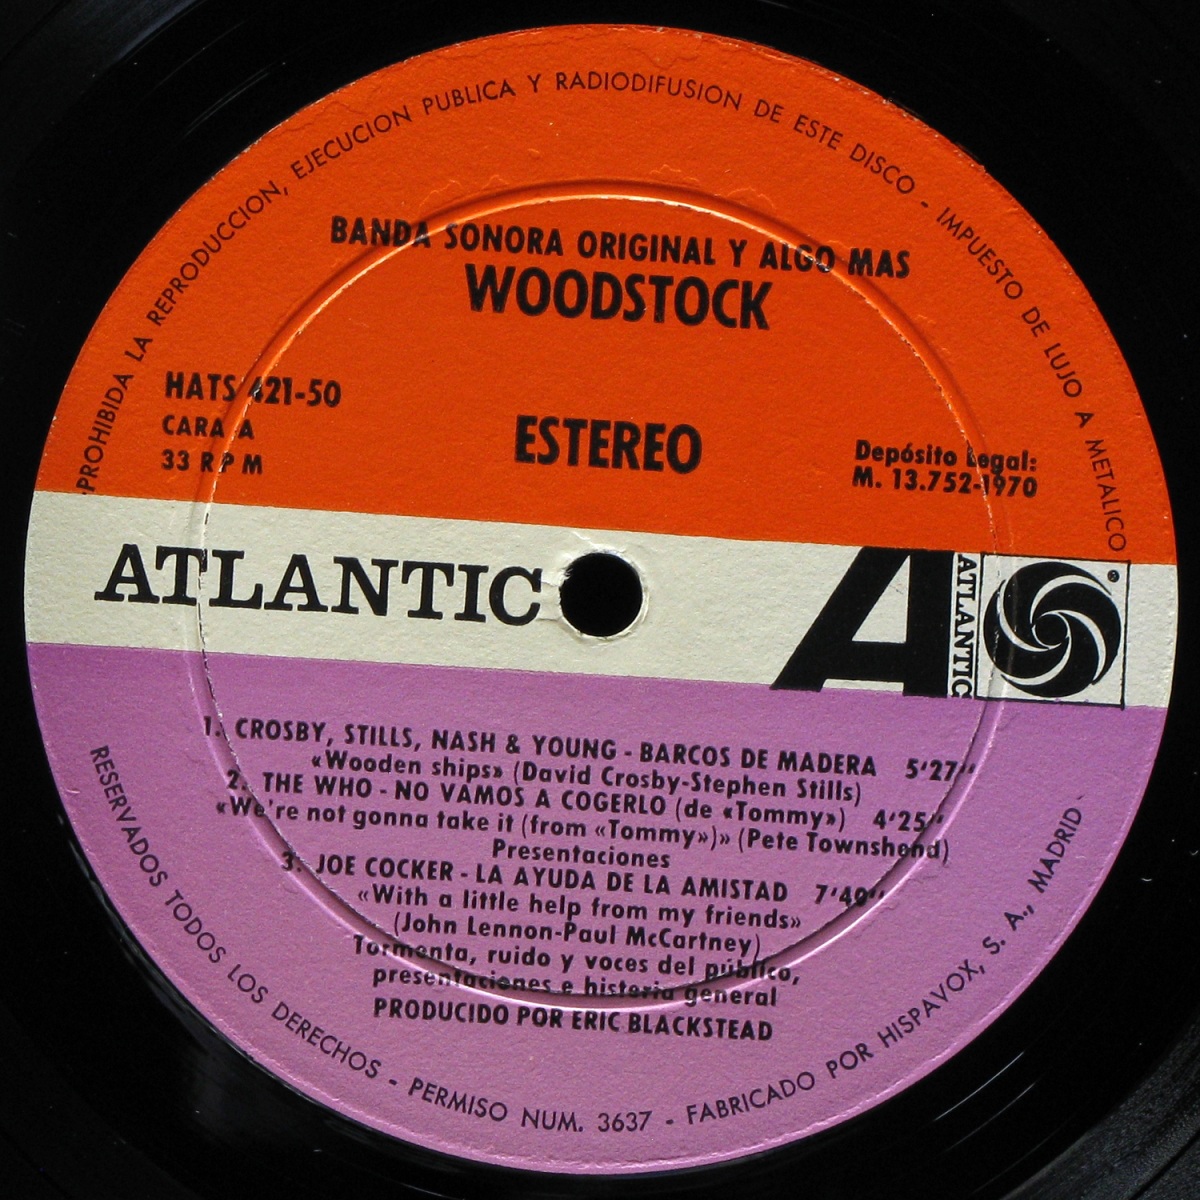 PROHIBIDA LA REPRODUCCION, EJECUCION PUBLICA Y RADIODIFUSION DE ESTE DISCO - IMPUESTO DE LUJO A METALICO
BANDA SONORA ORIGINAL Y ALGO MAS
WOODSTOCK
HATS 421-50
CARA A
33 RPM
ESTEREO
Depósito Legal:
M. 13.752-1970
ATLANTIC
A
ATLANTIC
®
1. CROSBY, STILLS, NASH & YOUNG - BARCOS DE MADERA 5'27''
«Wooden ships» (David Crosby-Stephen Stills)
2. THE WHO - NO VAMOS A COGERLO (de «Tommy») 4'25''
«We're not gonna take it (from «Tommy»)» (Pete Townshend)
Presentaciones
3. JOE COCKER - LA AYUDA DE LA AMISTAD 7'49''
«With a little help from my friends»
(John Lennon-Paul McCartney)
Tormenta, ruido y voces del público,
presentaciones e historia general
PRODUCIDO POR ERIC BLACKSTEAD
RESERVADOS TODOS LOS DERECHOS - PERMISO NUM. 3637 - FABRICADO POR HISPAVOX, S. A., MADRID -